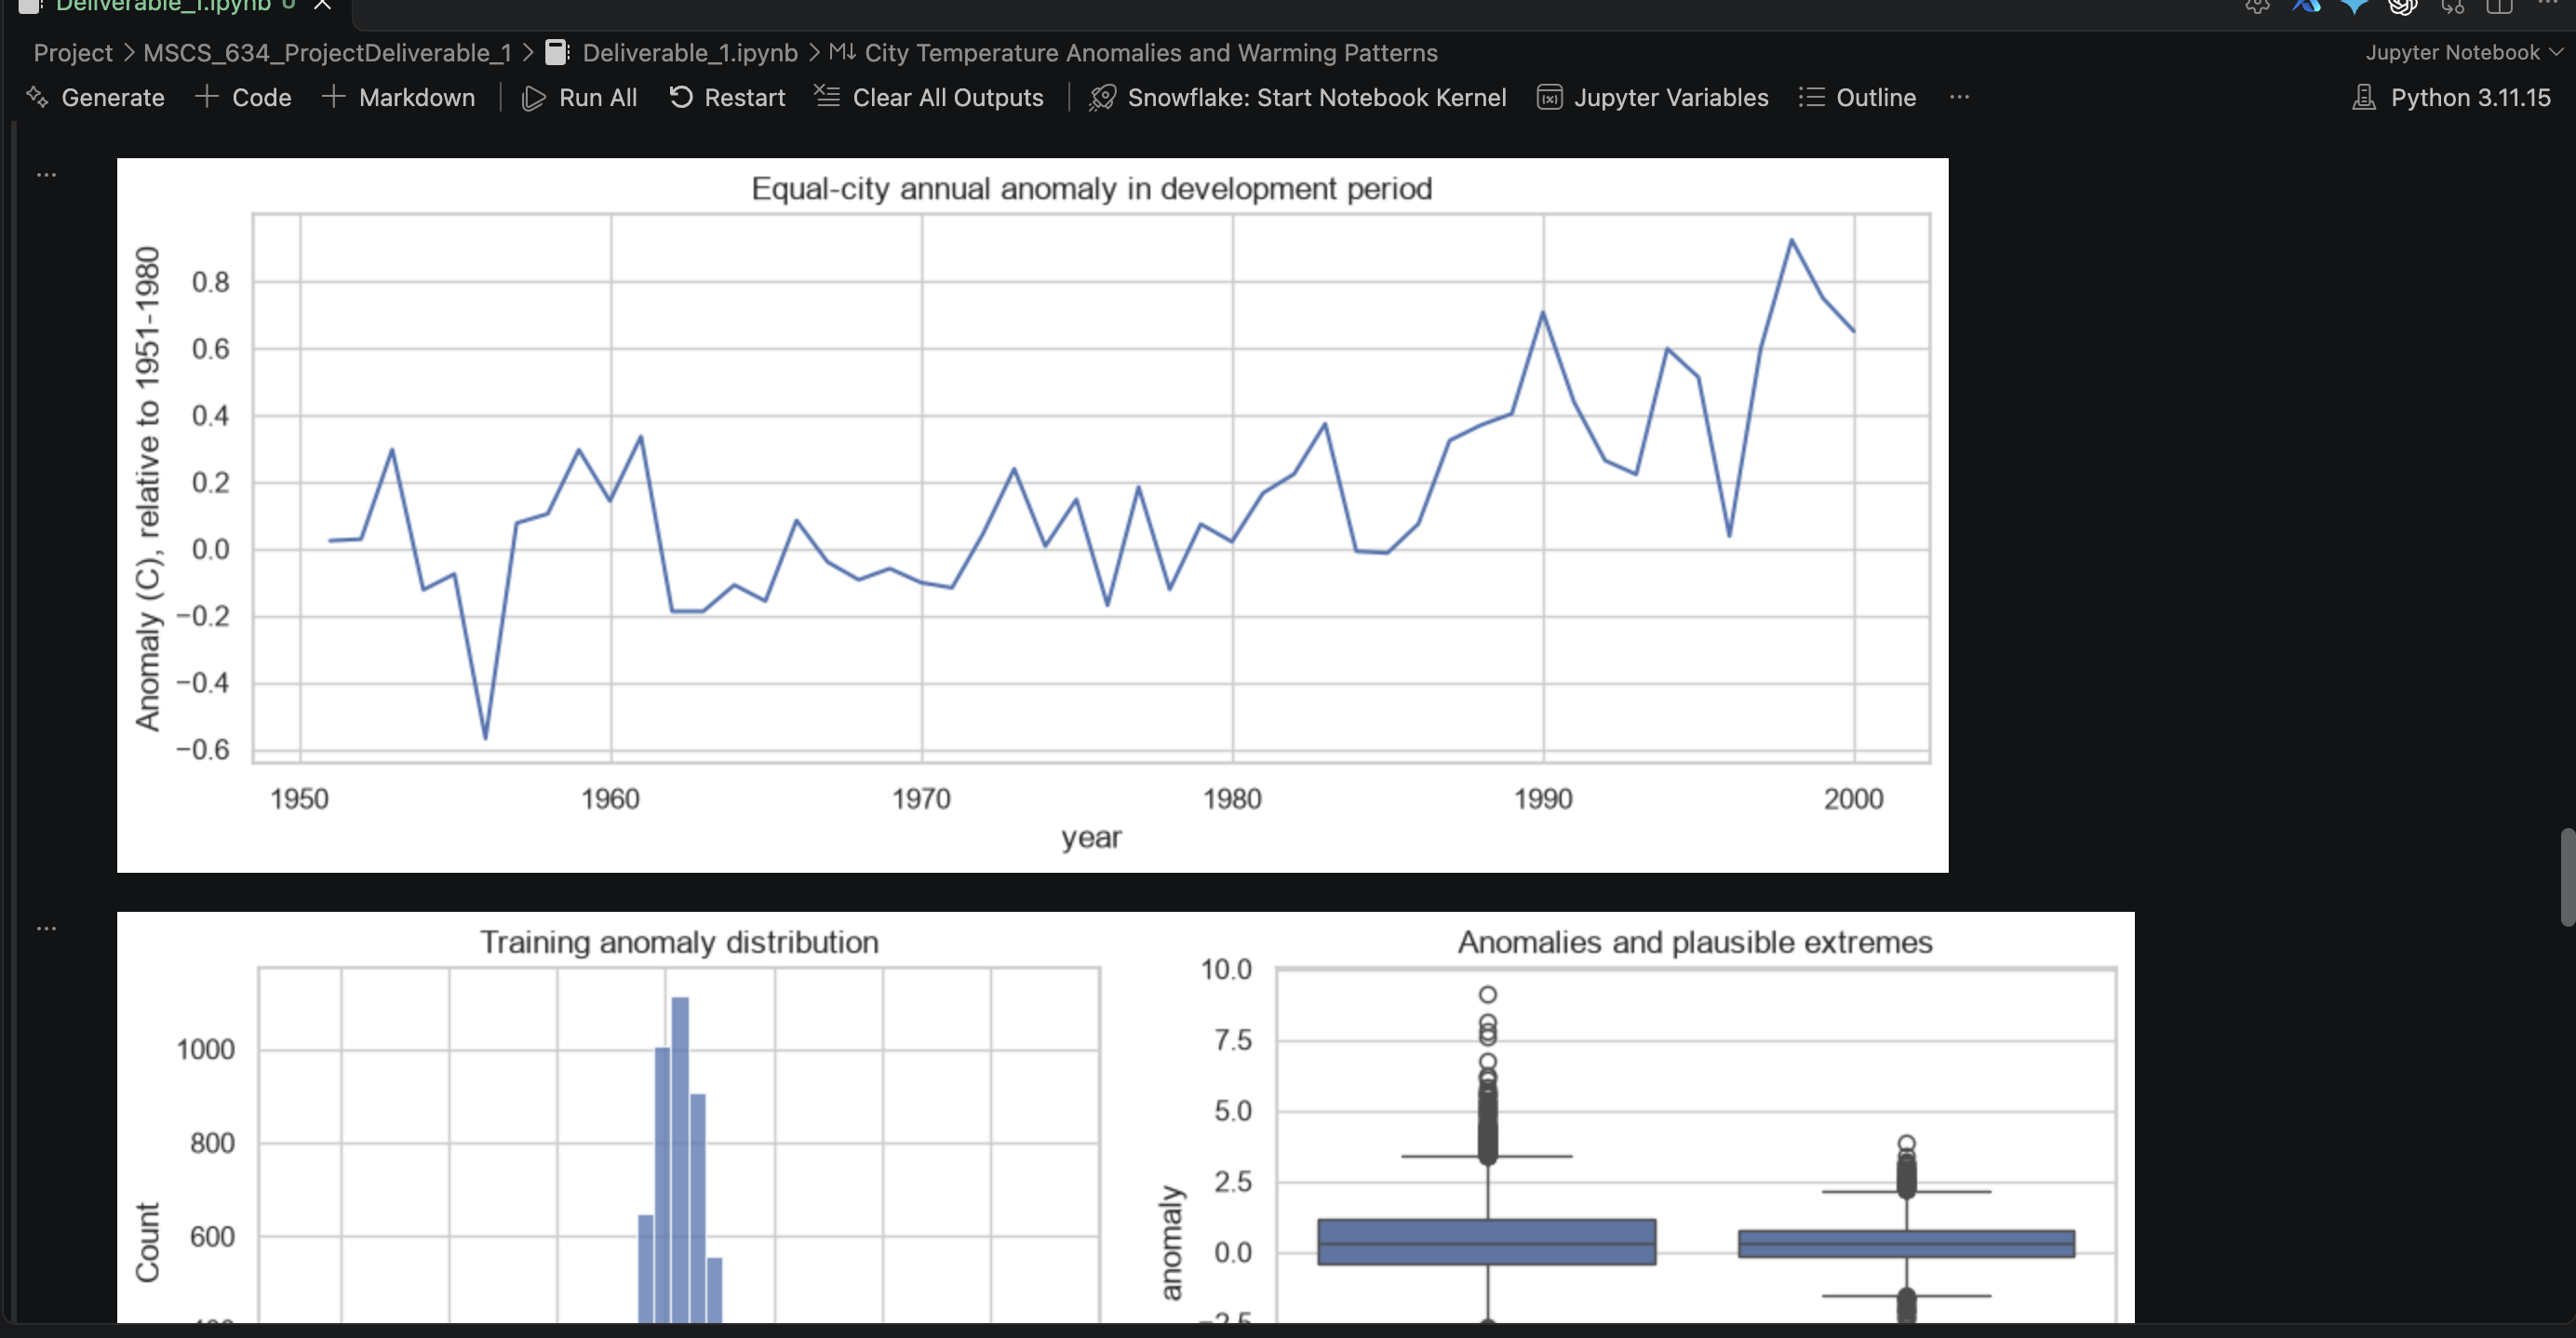 Deliverable_1.ipynb U
Project > MSCS_634_ProjectDeliverable_1 > Deliverable_1.ipynb > M↓ City Temperature Anomalies and Warming Patterns
Jupyter Notebook
Generate + Code + Markdown Run All Restart Clear All Outputs Snowflake: Start Notebook Kernel Jupyter Variables Outline ...
Python 3.11.15
Equal-city annual anomaly in development period
Anomaly (C), relative to 1951-1980
0.8
0.6
0.4
0.2
0.0
−0.2
−0.4
−0.6
1950 1960 1970 1980 1990 2000
year
Training anomaly distribution
Count
1000
800
600
400
Anomalies and plausible extremes
anomaly
10.0
7.5
5.0
2.5
0.0
−2.5